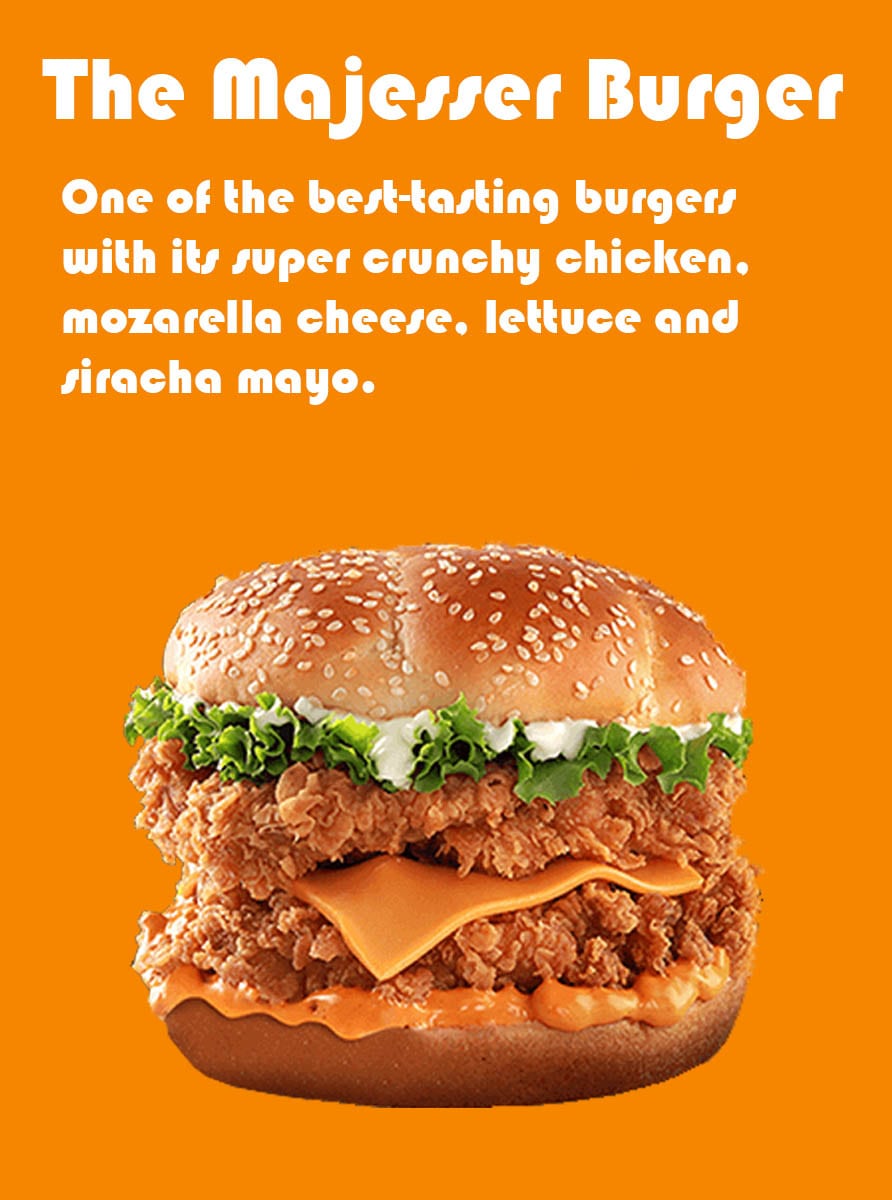 The Majesser Burger
One of the best-tasting burgers
with its super crunchy chicken,
mozarella cheese, lettuce and
siracha mayo.